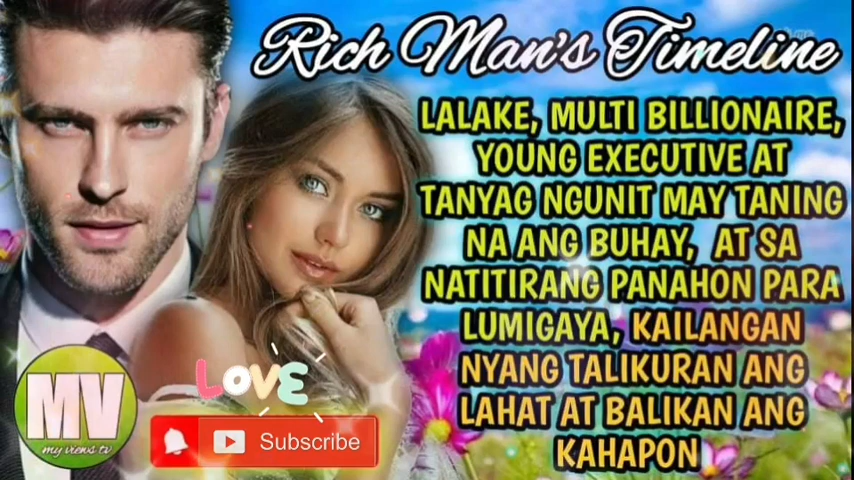 Rich Man's Timeline
LALAKE, MULTI BILLIONAIRE,
YOUNG EXECUTIVE AT
TANYAG NGUNIT MAY TANING
NA ANG BUHAY, AT SA
NATITIRANG PANAHON PARA
LUMIGAYA, KAILANGAN
NYANG TALIKURAN ANG
LAHAT AT BALIKAN ANG
KAHAPON
LOVE
MV
my views tv
Subscribe